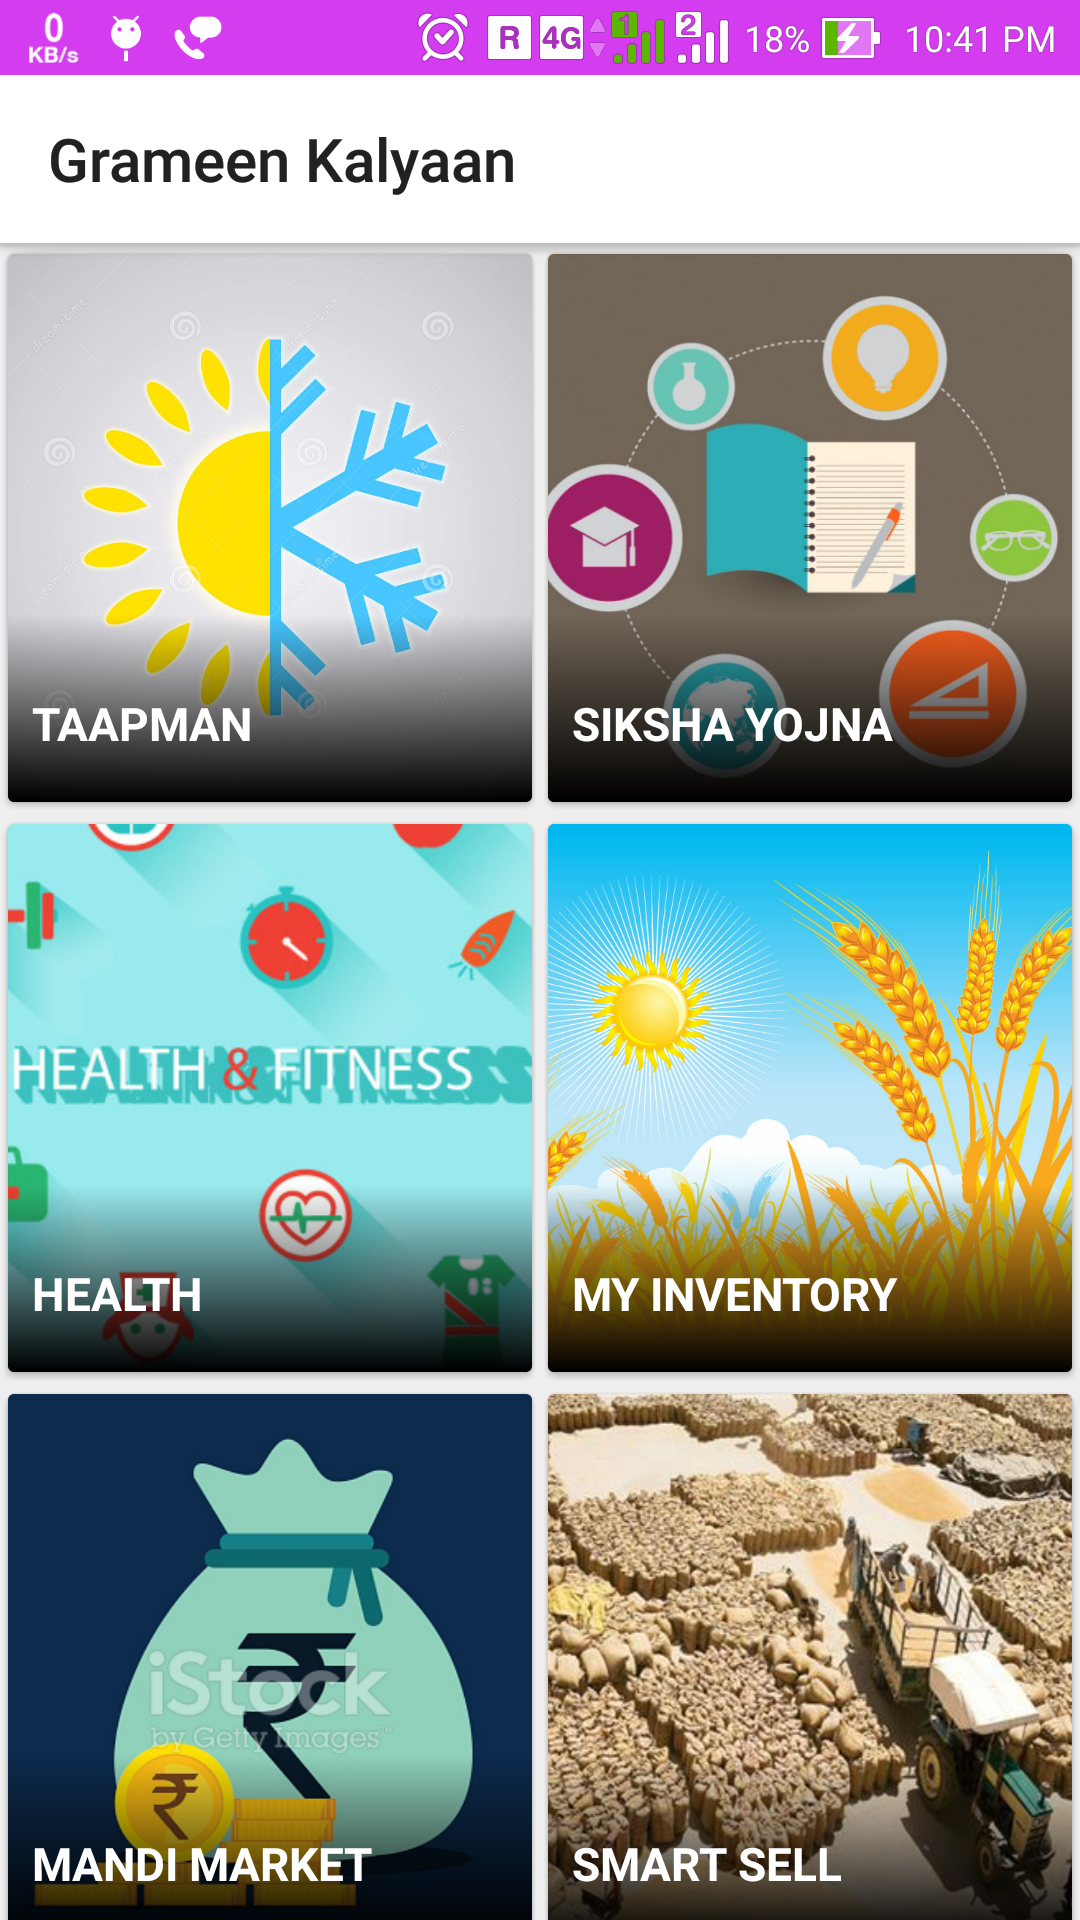 0
KB/s
R 4G 1 2 18% 10:41 PM
Grameen Kalyaan
TAAPMAN
SIKSHA YOJNA
HEALTH & FITNESS
HEALTH
MY INVENTORY
iStock
by Getty Images™
MANDI MARKET
SMART SELL